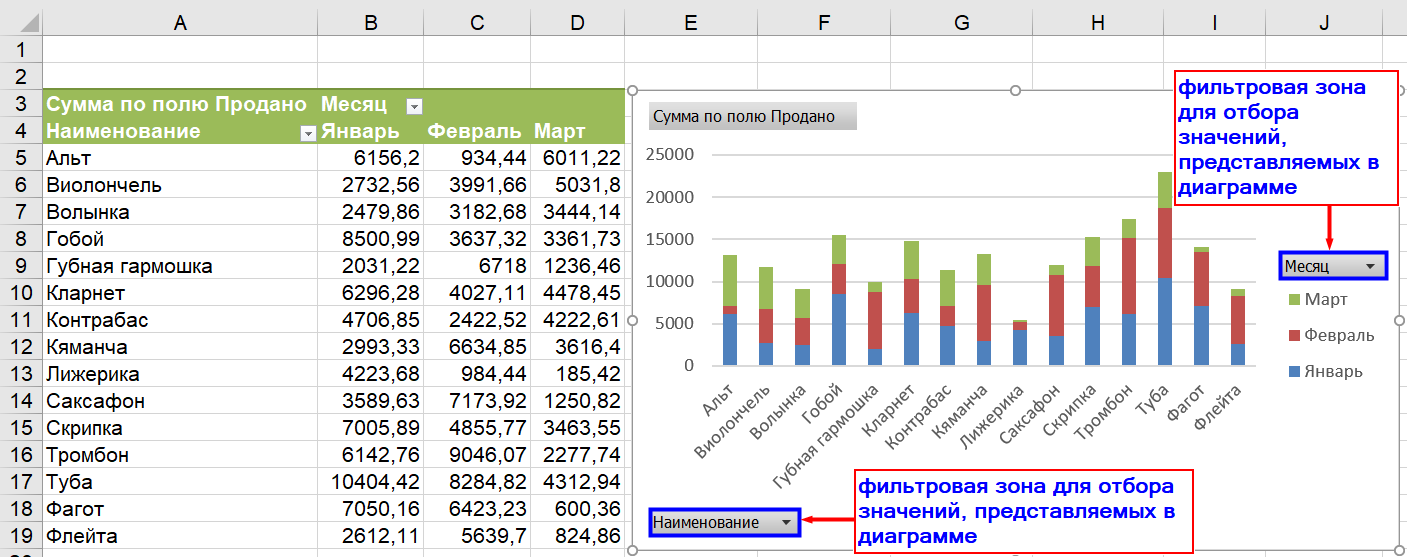 A B C D E F G H I J
1
2
3 Сумма по полю Продано Месяц
4 Наименование Январь Февраль Март
5 Альт 6156,2 934,44 6011,22
6 Виолончель 2732,56 3991,66 5031,8
7 Волынка 2479,86 3182,68 3444,14
8 Гобой 8500,99 3637,32 3361,73
9 Губная гармошка 2031,22 6718 1236,46
10 Кларнет 6296,28 4027,11 4478,45
11 Контрабас 4706,85 2422,52 4222,61
12 Кяманча 2993,33 6634,85 3616,4
13 Лижерика 4223,68 984,44 185,42
14 Саксафон 3589,63 7173,92 1250,82
15 Скрипка 7005,89 4855,77 3463,55
16 Тромбон 6142,76 9046,07 2777,74
17 Туба 10404,42 8284,82 4312,94
18 Фагот 7050,16 6423,23 600,36
19 Флейта 2612,11 5639,7 824,86
Сумма по полю Продано
25000
20000
15000
10000
5000
0
Альт
Виолончель
Волынка
Гобой
Губная гармошка
Кларнет
Контрабас
Кяманча
Лижерика
Саксафон
Скрипка
Тромбон
Туба
Фагот
Флейта
фильтровая зона
для отбора
значений,
представляемых в
диаграмме
Месяц
Март
Февраль
Январь
Наименование
фильтровая зона для отбора
значений, представляемых в
диаграмме